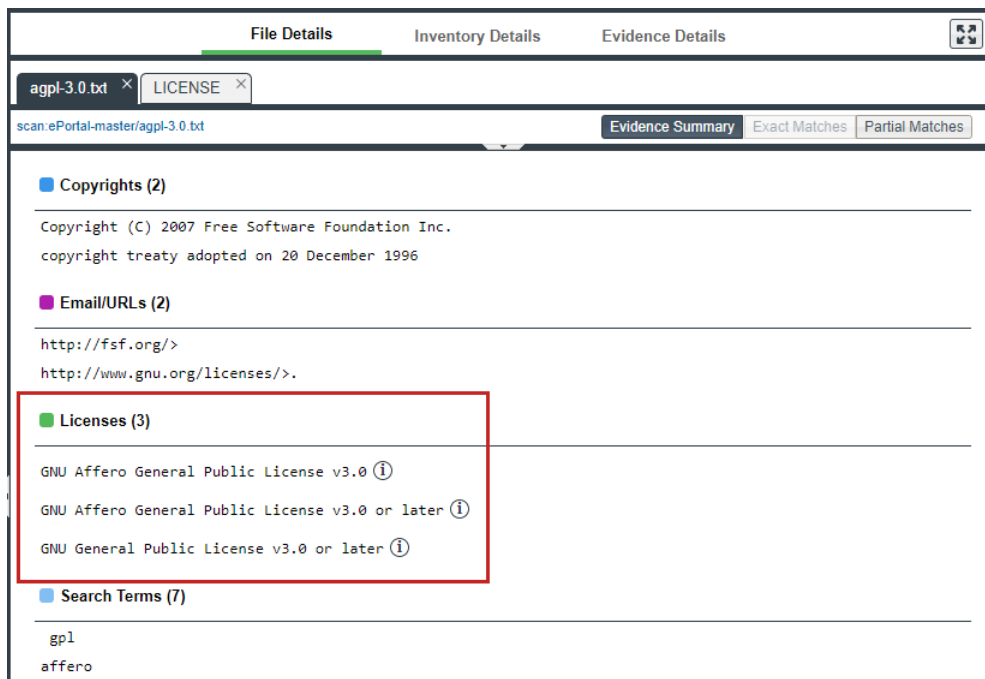 File Details Inventory Details Evidence Details
agpl-3.0.txt LICENSE
scan:ePortal-master/agpl-3.0.txt Evidence Summary Exact Matches Partial Matches
Copyrights (2)
Copyright (C) 2007 Free Software Foundation Inc.
copyright treaty adopted on 20 December 1996
Email/URLs (2)
http://fsf.org/>
http://www.gnu.org/licenses/>.
Licenses (3)
GNU Affero General Public License v3.0
GNU Affero General Public License v3.0 or later
GNU General Public License v3.0 or later
Search Terms (7)
gpl
affero